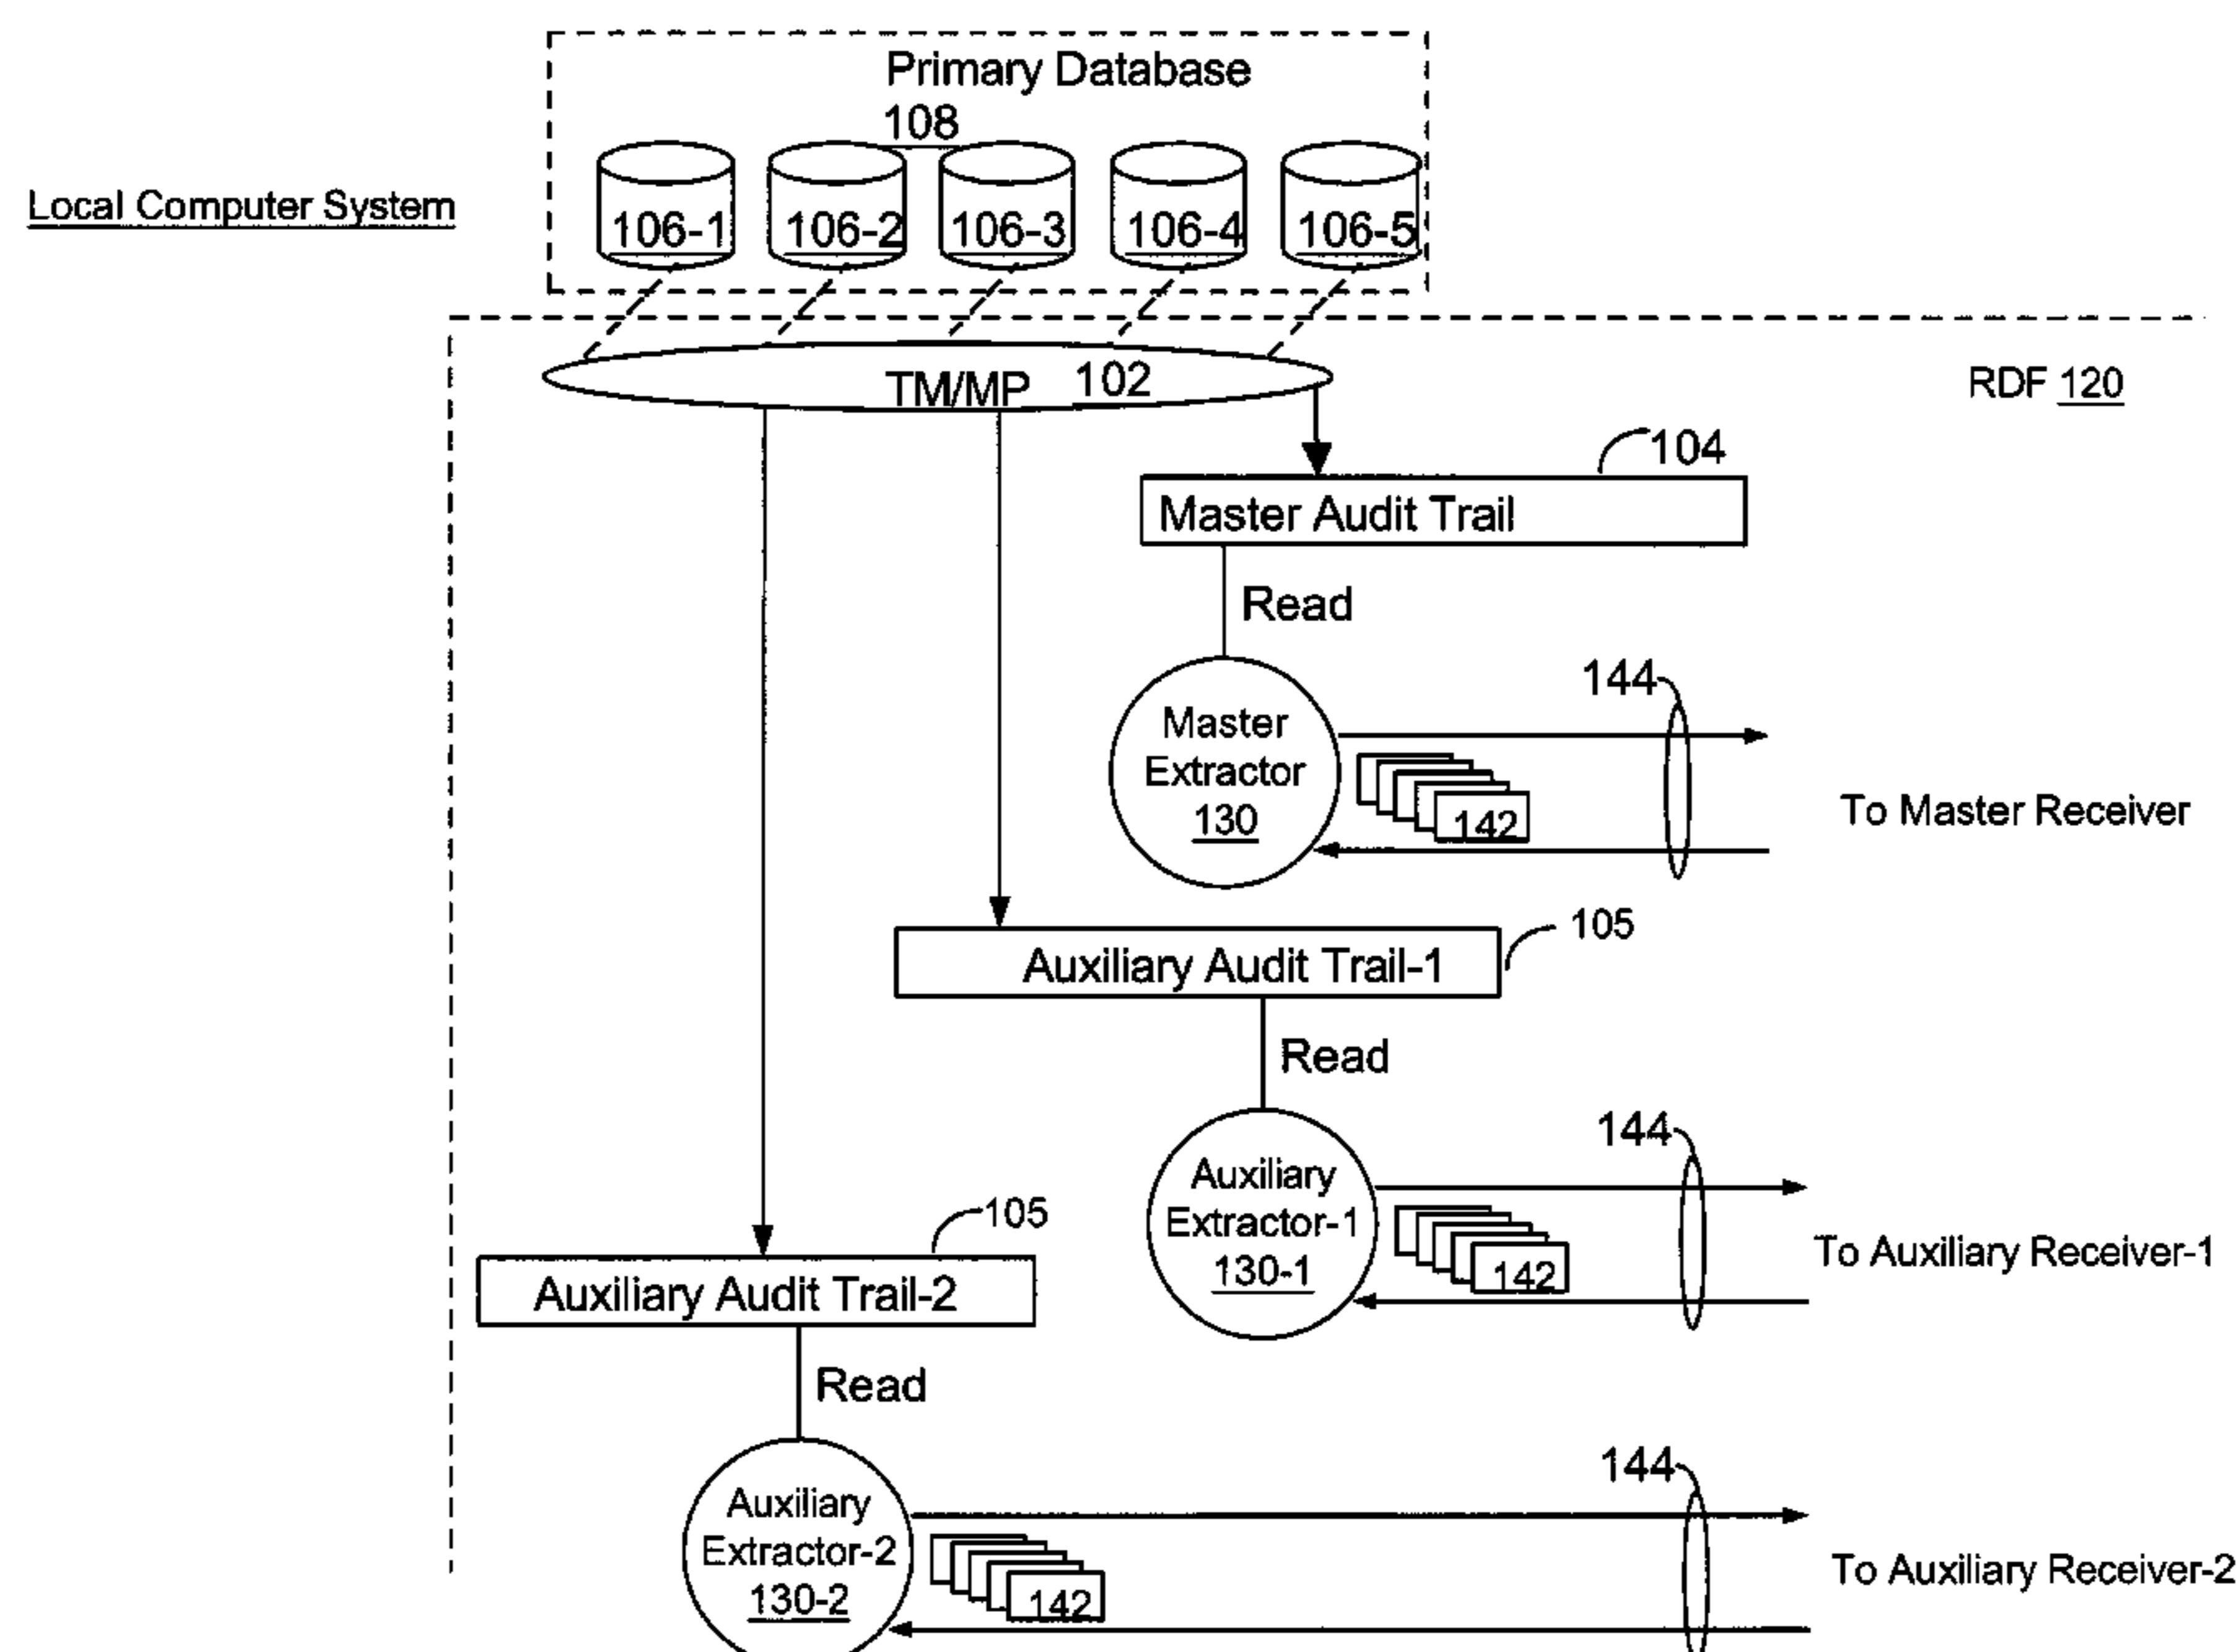 Primary Database
108
Local Computer System
106-1 106-2 106-3 106-4 106-5
TM/MP 102
RDF 120
104
Master Audit Trail
Read
144
Master
Extractor
130
142
To Master Receiver
105
Auxiliary Audit Trail-1
Read
144
Auxiliary
Extractor-1
130-1
142
To Auxiliary Receiver-1
105
Auxiliary Audit Trail-2
Read
144
Auxiliary
Extractor-2
130-2
142
To Auxiliary Receiver-2